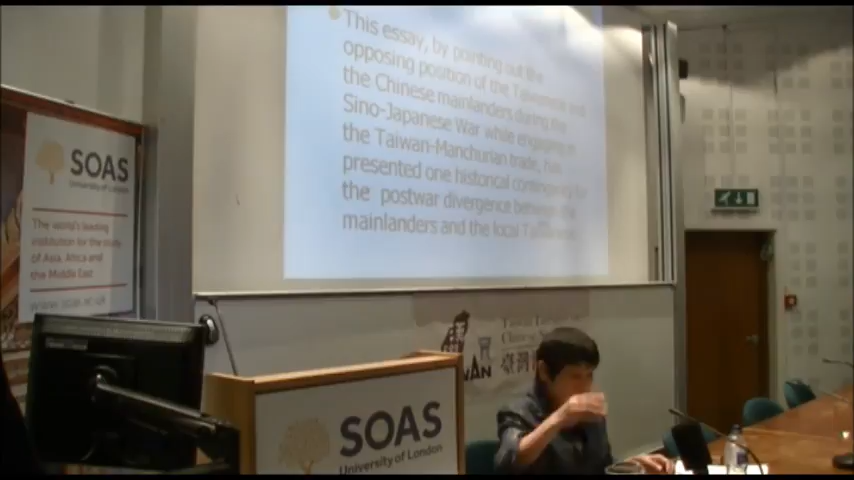 This essay, by pointing out the
opposing position of the Taiwanese and
the Chinese mainlanders during the
Sino-Japanese War while engaging in
the Taiwan-Manchurian trade, has
presented one historical contingency
the postwar divergence between
mainlanders and the local
SOAS
University of London
The world's leading
institution for the study
of Asia, Africa and
the Middle East
SOAS
University of London
臺灣